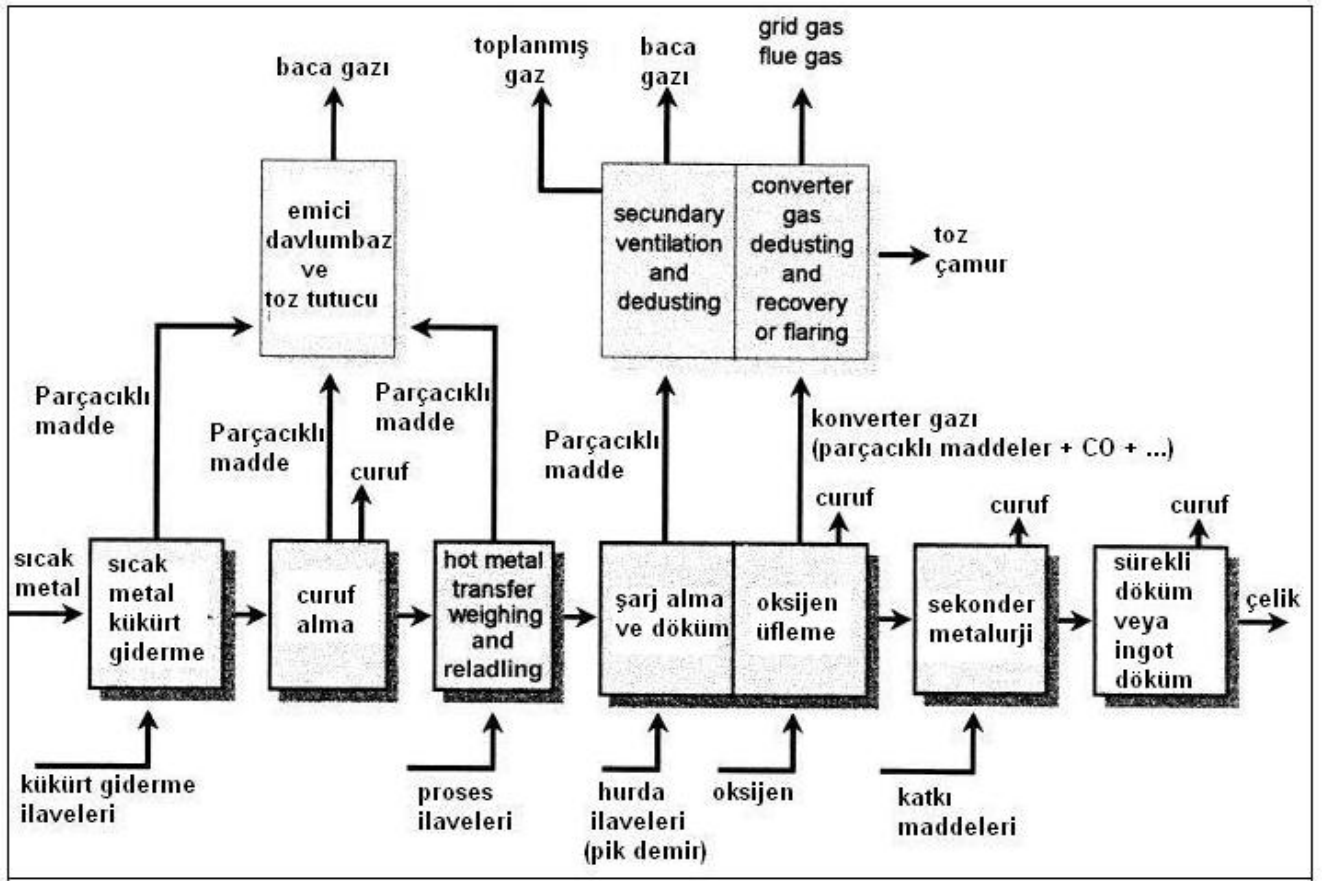 baca gazı
toplanmış
gaz
baca
gazı
grid gas
flue gas
emici
davlumbaz
ve
toz tutucu
secundary
ventilation
and
dedusting
converter
gas
dedusting
and
recovery
or flaring
toz
çamur
Parçacıklı
madde
Parçacıklı
madde
Parçacıklı
madde
Parçacıklı
madde
konverter gazı
(parçacıklı maddeler + CO + ...)
curuf
curuf
curuf
curuf
sıcak
metal
sıcak
metal
kükürt
giderme
curuf
alma
hot metal
transfer
weighing
and
reladling
şarj alma
ve döküm
oksijen
üfleme
sekonder
metalurji
sürekli
döküm
veya
ingot
döküm
çelik
kükürt giderme
ilaveleri
proses
ilaveleri
hurda
ilaveleri
(pik demir)
oksijen
katkı
maddeleri